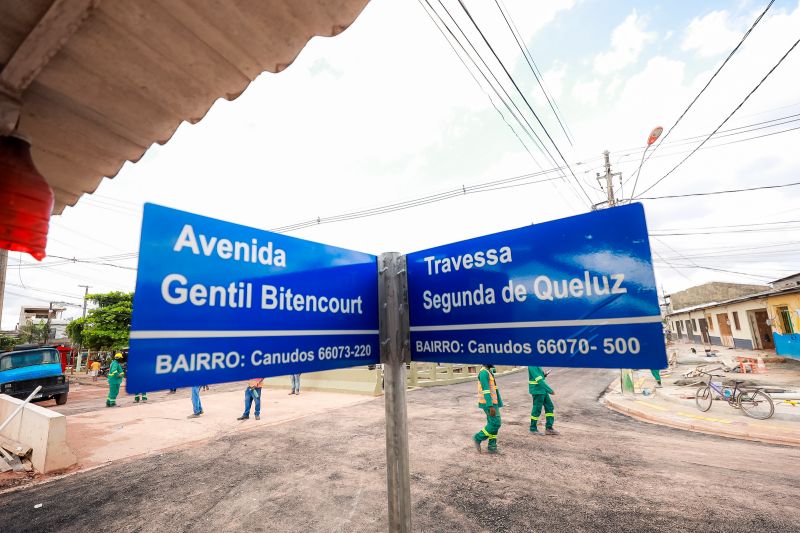 Avenida
Gentil Bitencourt
BAIRRO: Canudos 66073-220
Travessa
Segunda de Queluz
BAIRRO: Canudos 66070- 500